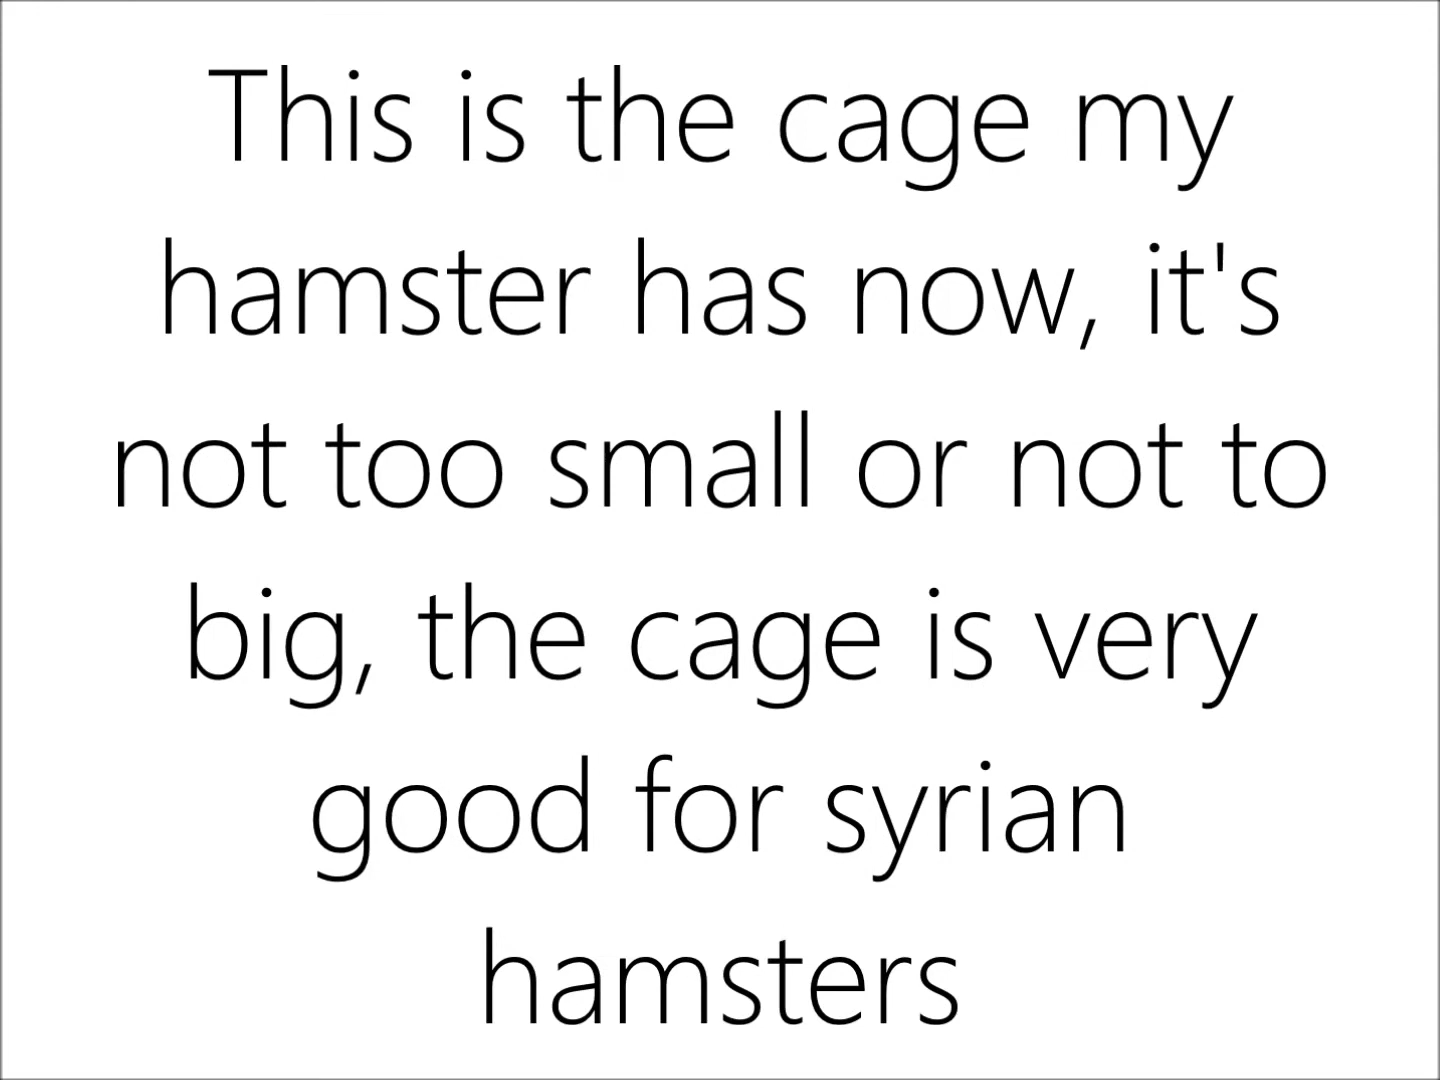 This is the cage my
hamster has now, it's
not too small or not to
big, the cage is very
good for syrian
hamsters